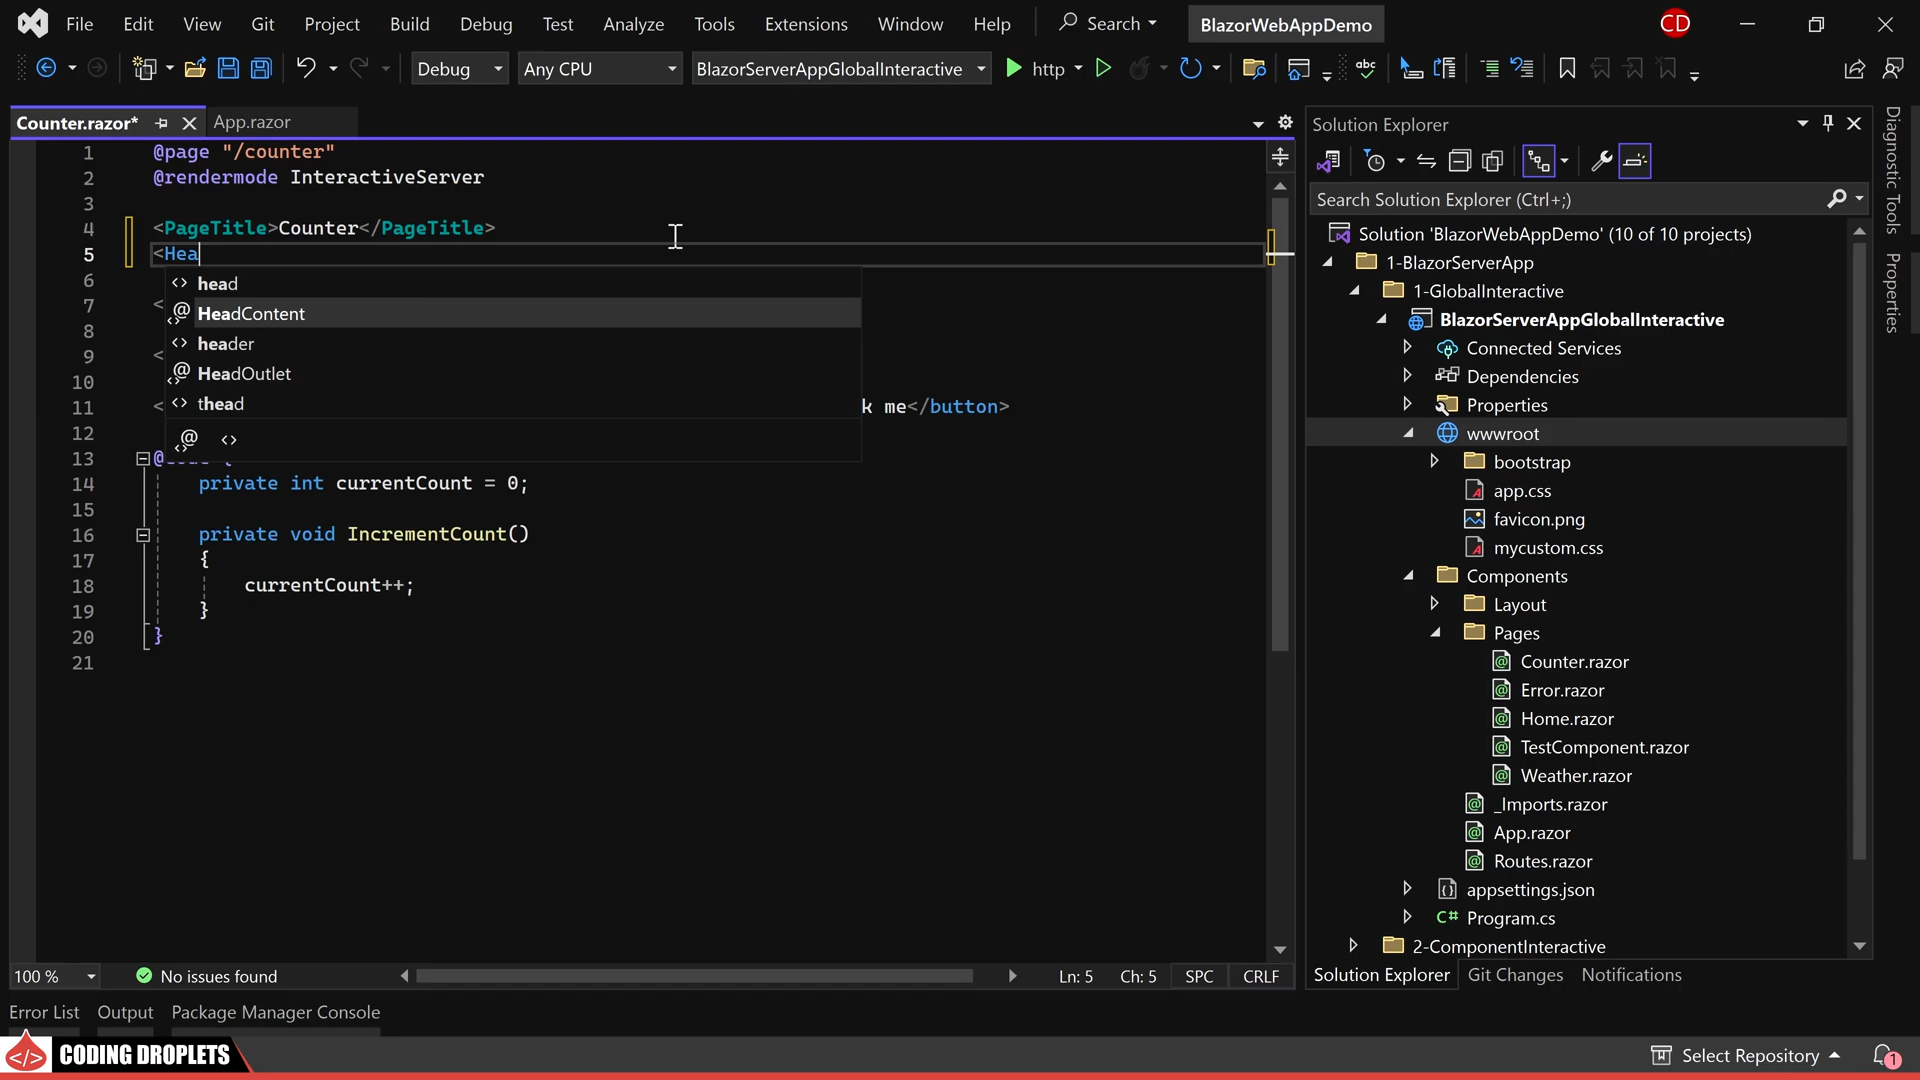 File Edit View Git Project Build Debug Test Analyze Tools Extensions Window Help Search BlazorWebAppDemo CD
Debug Any CPU BlazorServerAppGlobalInteractive http
Counter.razor* App.razor
1 @page "/counter"
2 @rendermode InteractiveServer
3
4 <PageTitle>Counter</PageTitle>
5 <Hea
6
head
7 <
HeadContent
8
header
9 <
HeadOutlet
10
11 <
thead
k me</button>
12
13
14 private int currentCount = 0;
15
16 private void IncrementCount()
17 {
18 currentCount++;
19 }
20 }
21
100 % No issues found Ln: 5 Ch: 5 SPC CRLF
Error List Output Package Manager Console
Solution Explorer
Search Solution Explorer (Ctrl+;)
Solution 'BlazorWebAppDemo' (10 of 10 projects)
1-BlazorServerApp
1-GlobalInteractive
BlazorServerAppGlobalInteractive
Connected Services
Dependencies
Properties
wwwroot
bootstrap
app.css
favicon.png
mycustom.css
Components
Layout
Pages
Counter.razor
Error.razor
Home.razor
TestComponent.razor
Weather.razor
_Imports.razor
App.razor
Routes.razor
appsettings.json
C# Program.cs
2-ComponentInteractive
Solution Explorer Git Changes Notifications
Diagnostic Tools
Properties
</> CODING DROPLETS
Select Repository 1